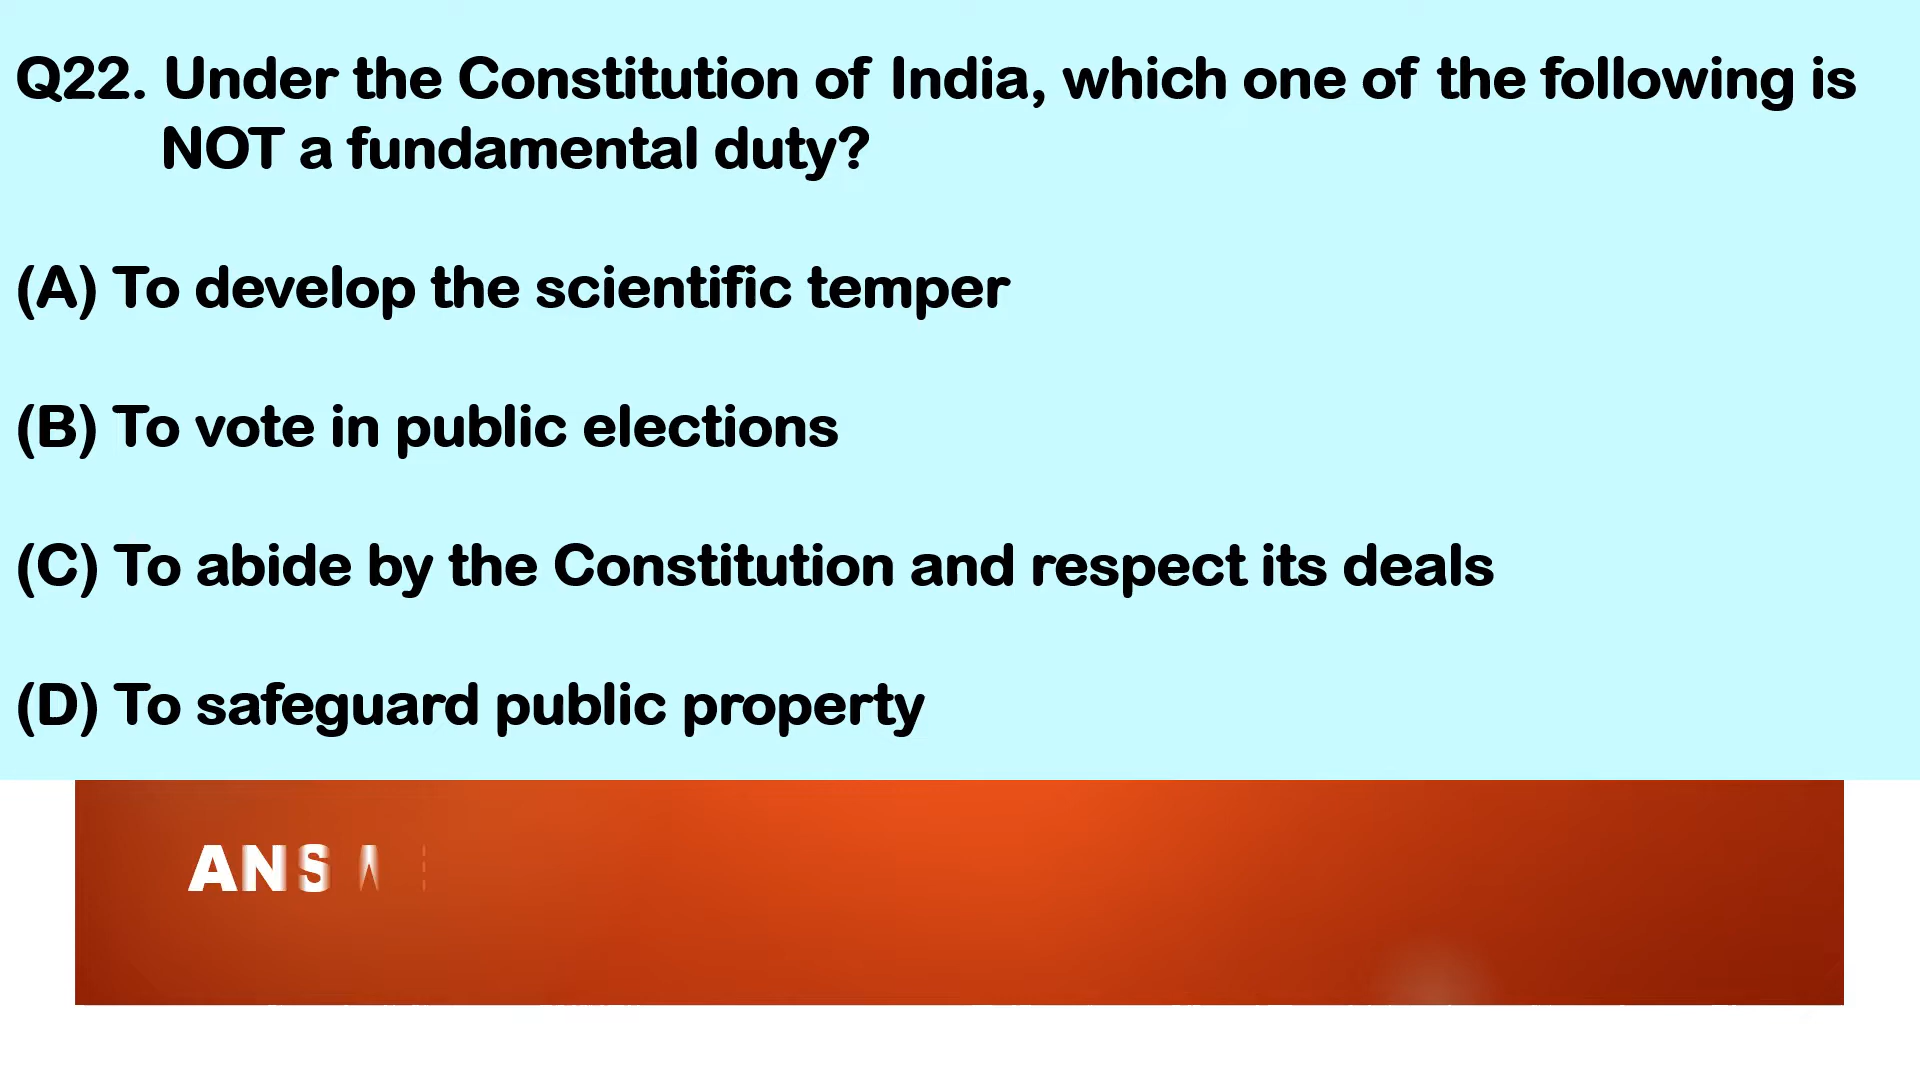 Q22. Under the Constitution of India, which one of the following is
NOT a fundamental duty?
(A) To develop the scientific temper
(B) To vote in public elections
(C) To abide by the Constitution and respect its deals
(D) To safeguard public property
ANS